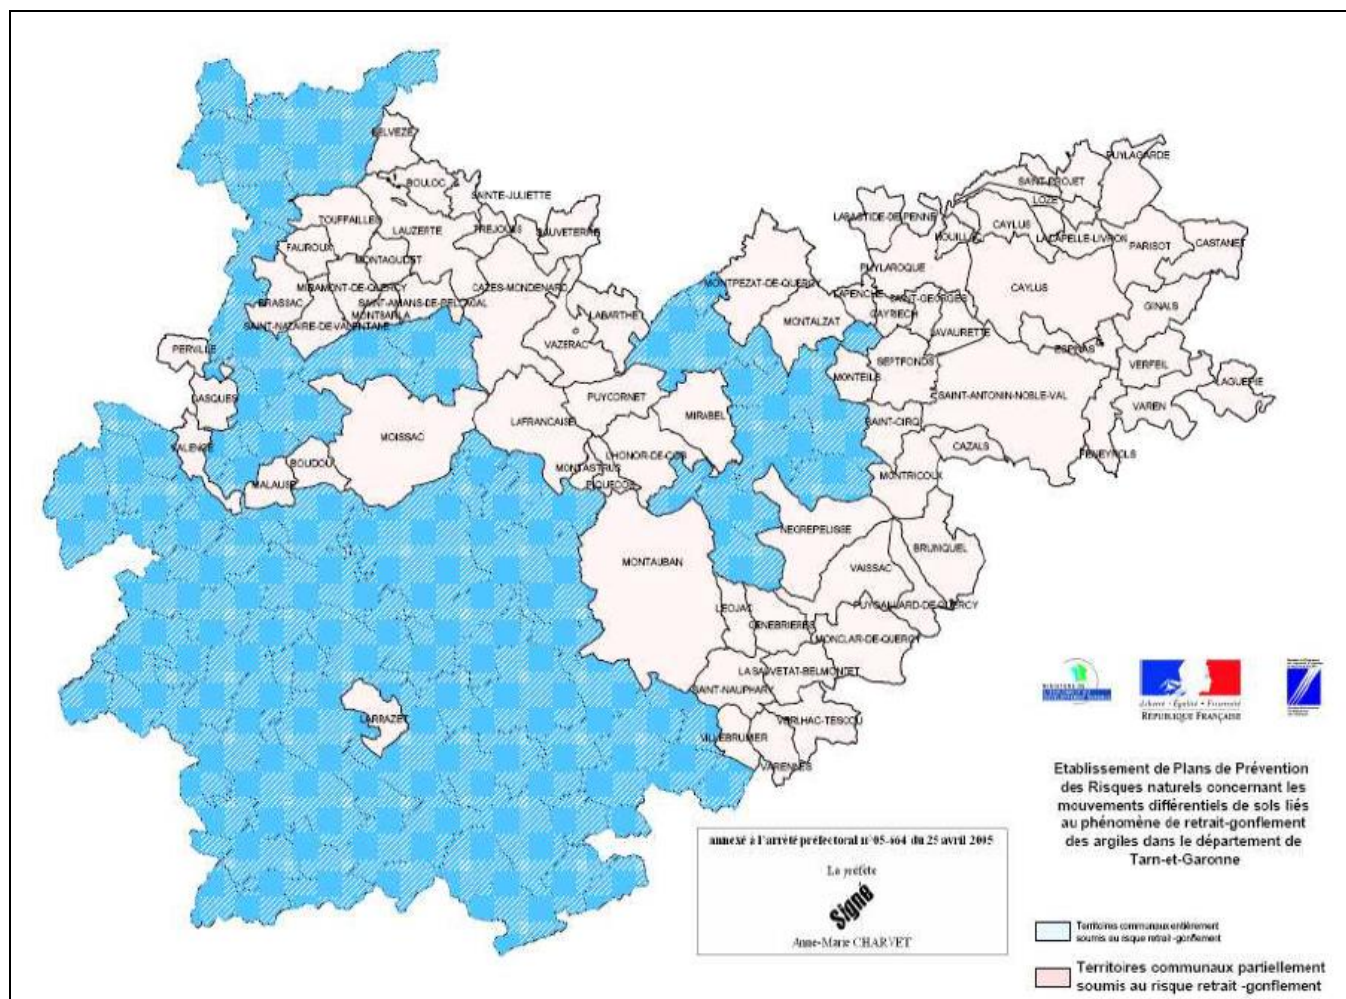 BELVEZE
BOULOC
SAINTE-JULIETTE
TOUFFAILLES
LAUZERTE
TREJOULS
SAUVETERRE
FAUROUX
MONTAGUDET
MIRAMONT-DE-QUERCY
CAZES-MONDENARD
BRASSAC
SAINT-AMANS-DE-PELLAGAL
MONTBARLA
SAINT-NAZAIRE-DE-VALENTANE
LABARTHE
VAZERAC
PERVILLE
GASQUES
VALENCE
MALAUSE
BOUDOU
MOISSAC
LAFRANCAISE
PUYCORNET
MIRABEL
L'HONOR-DE-COS
MONTASTRUC
PIQUECOS
MONTPEZAT-DE-QUERCY
MONTALZAT
LAPENCHE
LABASTIDE-DE-PENNE
MOUILLAC
PUYLAROQUE
CAYRIECH
SAINT-GEORGES
LAVAURETTE
SEPTFONDS
MONTEILS
SAINT-CIRQ
CAYLUS
LOZE
SAINT-PROJET
PUYLAGARDE
LACAPELLE-LIVRON
PARISOT
CASTANET
CAYLUS
GINALS
ESPINAS
VERFEIL
LAGUEPIE
VAREN
SAINT-ANTONIN-NOBLE-VAL
CAZALS
FENEYROLS
MONTRICOUX
NEGREPELISSE
BRUNIQUEL
VAISSAC
PUYGAILLARD-DE-QUERCY
MONTAUBAN
LEOJAC
GENEBRIERES
MONCLAR-DE-QUERCY
LA SAUVETAT-BELMONTET
SAINT-NAUPHARY
VERLHAC-TESCOU
VILLEBRUMIER
VARENNES
LARRAZET
Liberté • Égalité • Fraternité
RÉPUBLIQUE FRANÇAISE
Etablissement de Plans de Prévention
des Risques naturels concernant les
mouvements différentiels de sols liés
au phénomène de retrait-gonflement
des argiles dans le département de
Tarn-et-Garonne
annexé à l'arrêté préfectoral n°05-664 du 25 avril 2005
La préfète
Signé
Anne-Marie CHARVET
Territoires communaux entièrement
soumis au risque retrait -gonflement
Territoires communaux partiellement
soumis au risque retrait -gonflement